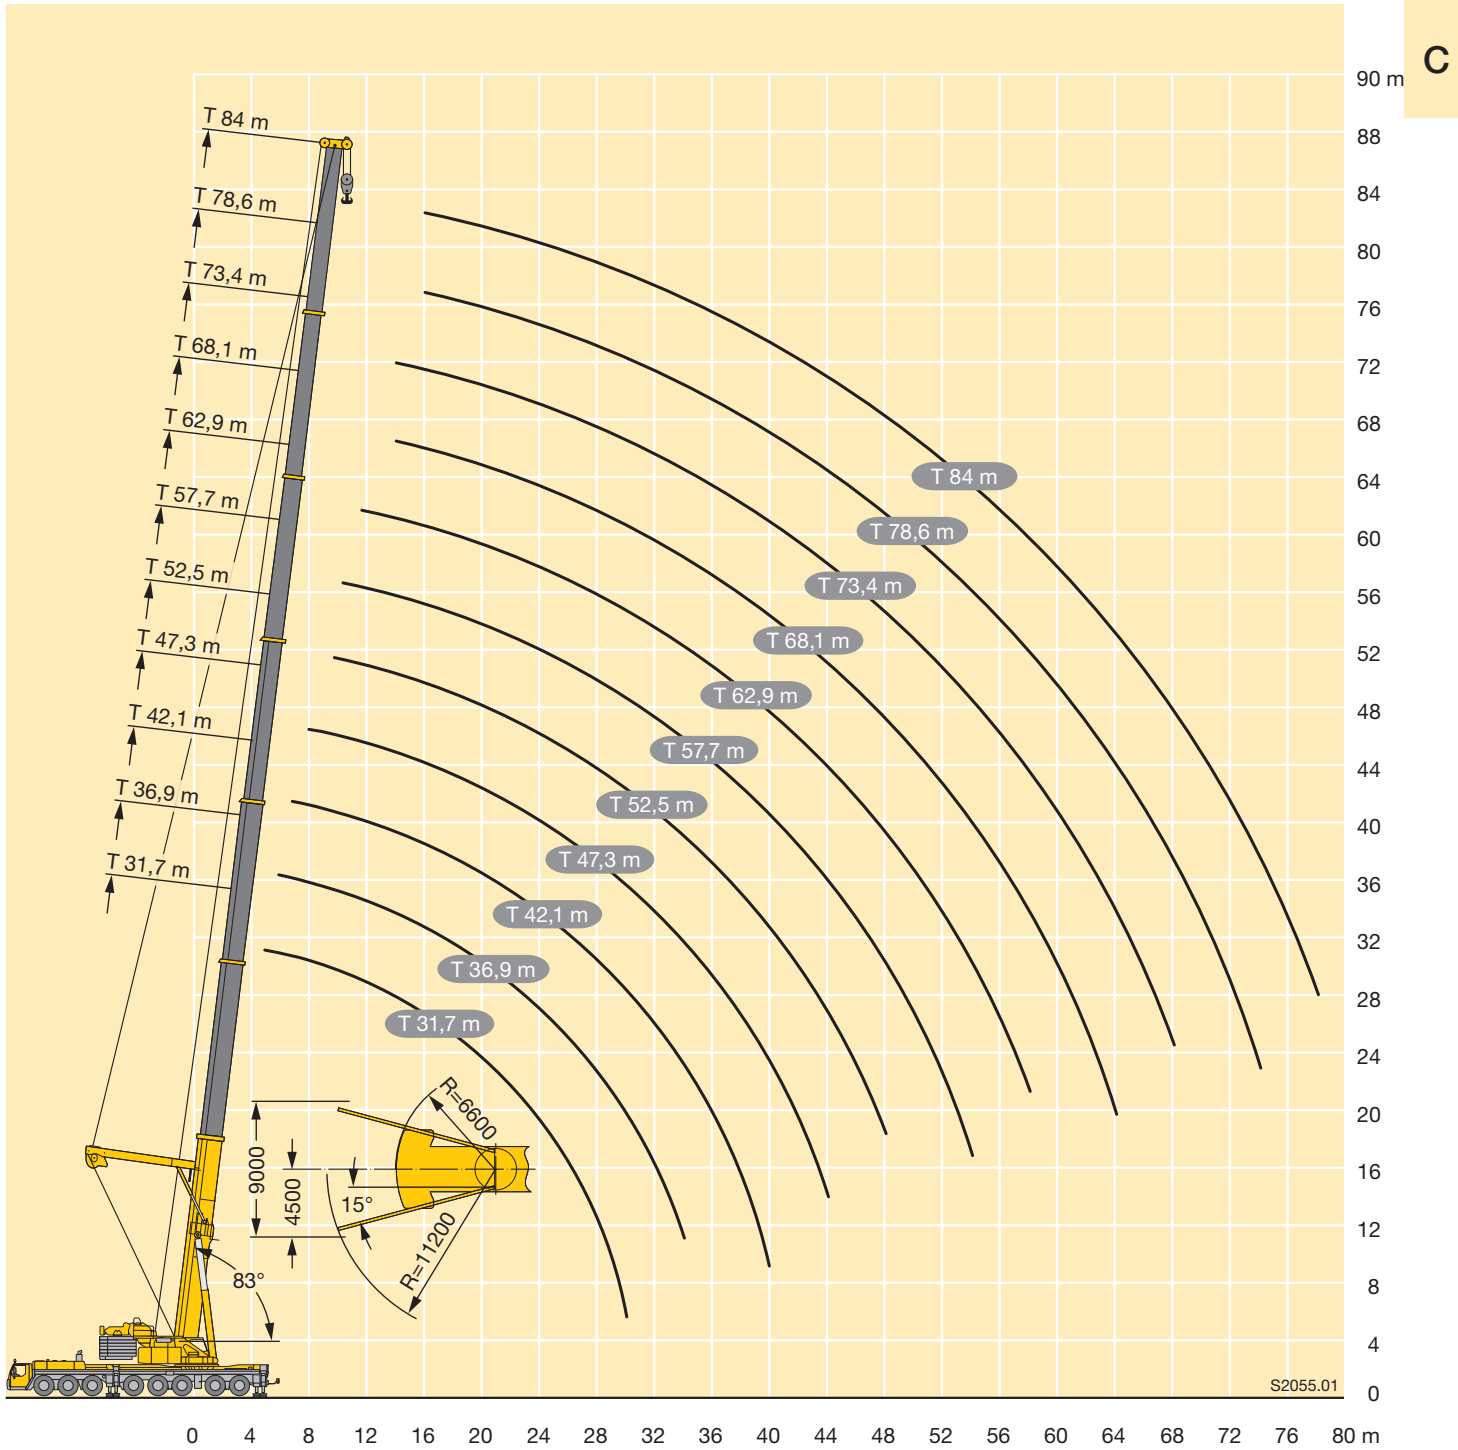 C
90 m
88
84
80
76
72
68
64
60
56
52
48
44
40
36
32
28
24
20
16
12
8
4
0
T 84 m
T 78,6 m
T 73,4 m
T 68,1 m
T 62,9 m
T 57,7 m
T 52,5 m
T 47,3 m
T 42,1 m
T 36,9 m
T 31,7 m
T 84 m
T 78,6 m
T 73,4 m
T 68,1 m
T 62,9 m
T 57,7 m
T 52,5 m
T 47,3 m
T 42,1 m
T 36,9 m
T 31,7 m
R=6600
9000
4500
15°
R=11200
83°
S2055.01
0 4 8 12 16 20 24 28 32 36 40 44 48 52 56 60 64 68 72 76 80 m